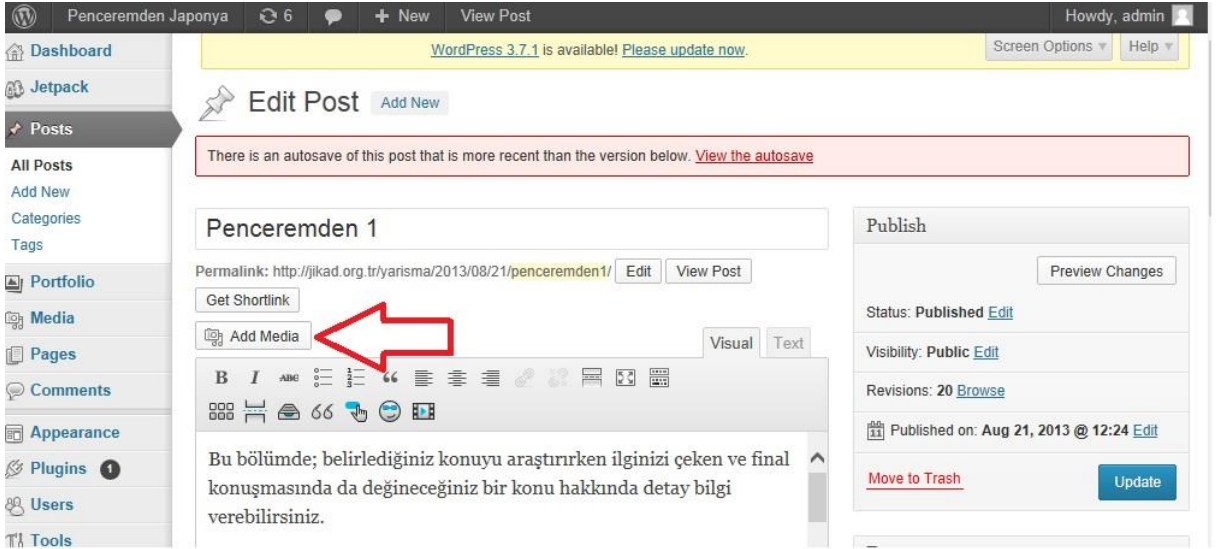 Penceremden Japonya 6 + New View Post Howdy, admin
Dashboard
Jetpack
Posts
All Posts
Add New
Categories
Tags
Portfolio
Media
Pages
Comments
Appearance
Plugins 1
Users
Tools
WordPress 3.7.1 is available! Please update now.
Screen Options Help
Edit Post Add New
There is an autosave of this post that is more recent than the version below. View the autosave
Penceremden 1
Permalink: http://jikad.org.tr/yarisma/2013/08/21/penceremden1/ Edit View Post
Get Shortlink
Add Media
Visual Text
B I ABC
Bu bölümde; belirlediğiniz konuyu araştırırken ilginizi çeken ve final
konuşmasında da değineceğiniz bir konu hakkında detay bilgi
verebilirsiniz.
Publish
Preview Changes
Status: Published Edit
Visibility: Public Edit
Revisions: 20 Browse
11 Published on: Aug 21, 2013 @ 12:24 Edit
Move to Trash Update